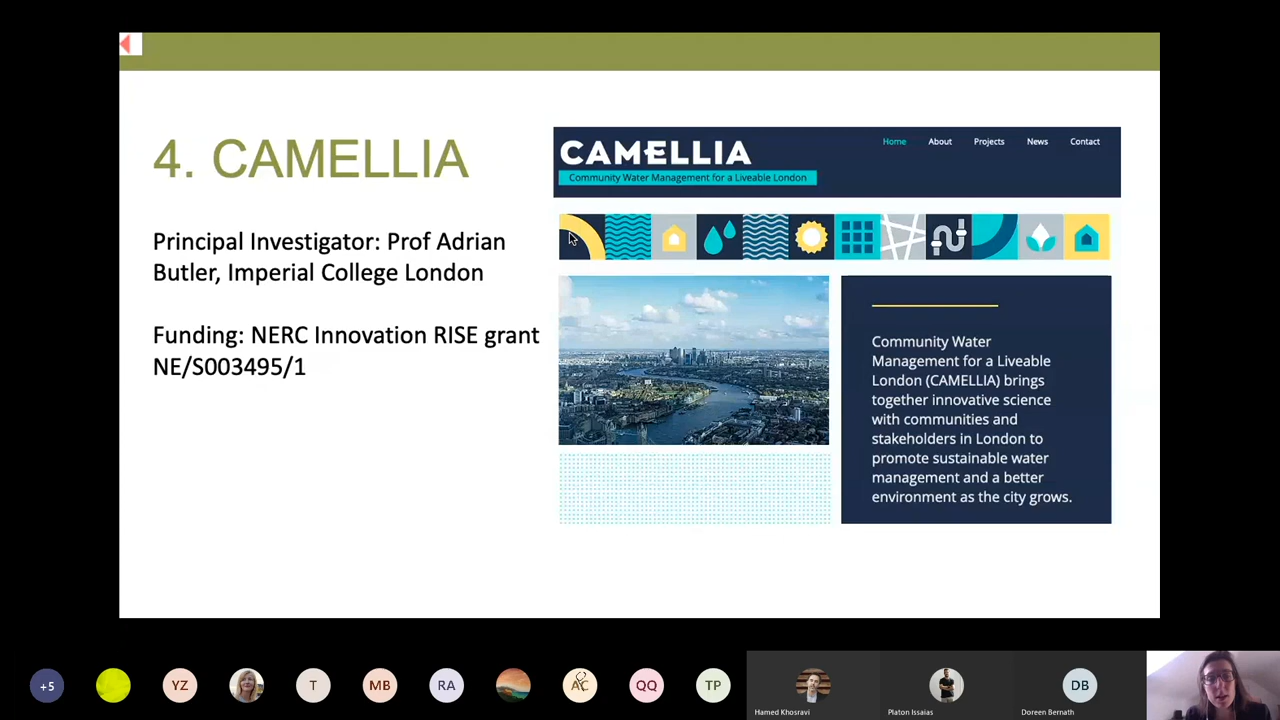 4. CAMELLIA
Principal Investigator: Prof Adrian
Butler, Imperial College London
Funding: NERC Innovation RISE grant
NE/S003495/1
CAMELLIA
Community Water Management for a Liveable London
Home About Projects News Contact
Community Water
Management for a Liveable
London (CAMELLIA) brings
together innovative science
with communities and
stakeholders in London to
promote sustainable water
management and a better
environment as the city grows.
+5 YZ T MB RA AC QQ TP DB
Hamed Khosravi Platon Issaias Doreen Bernath